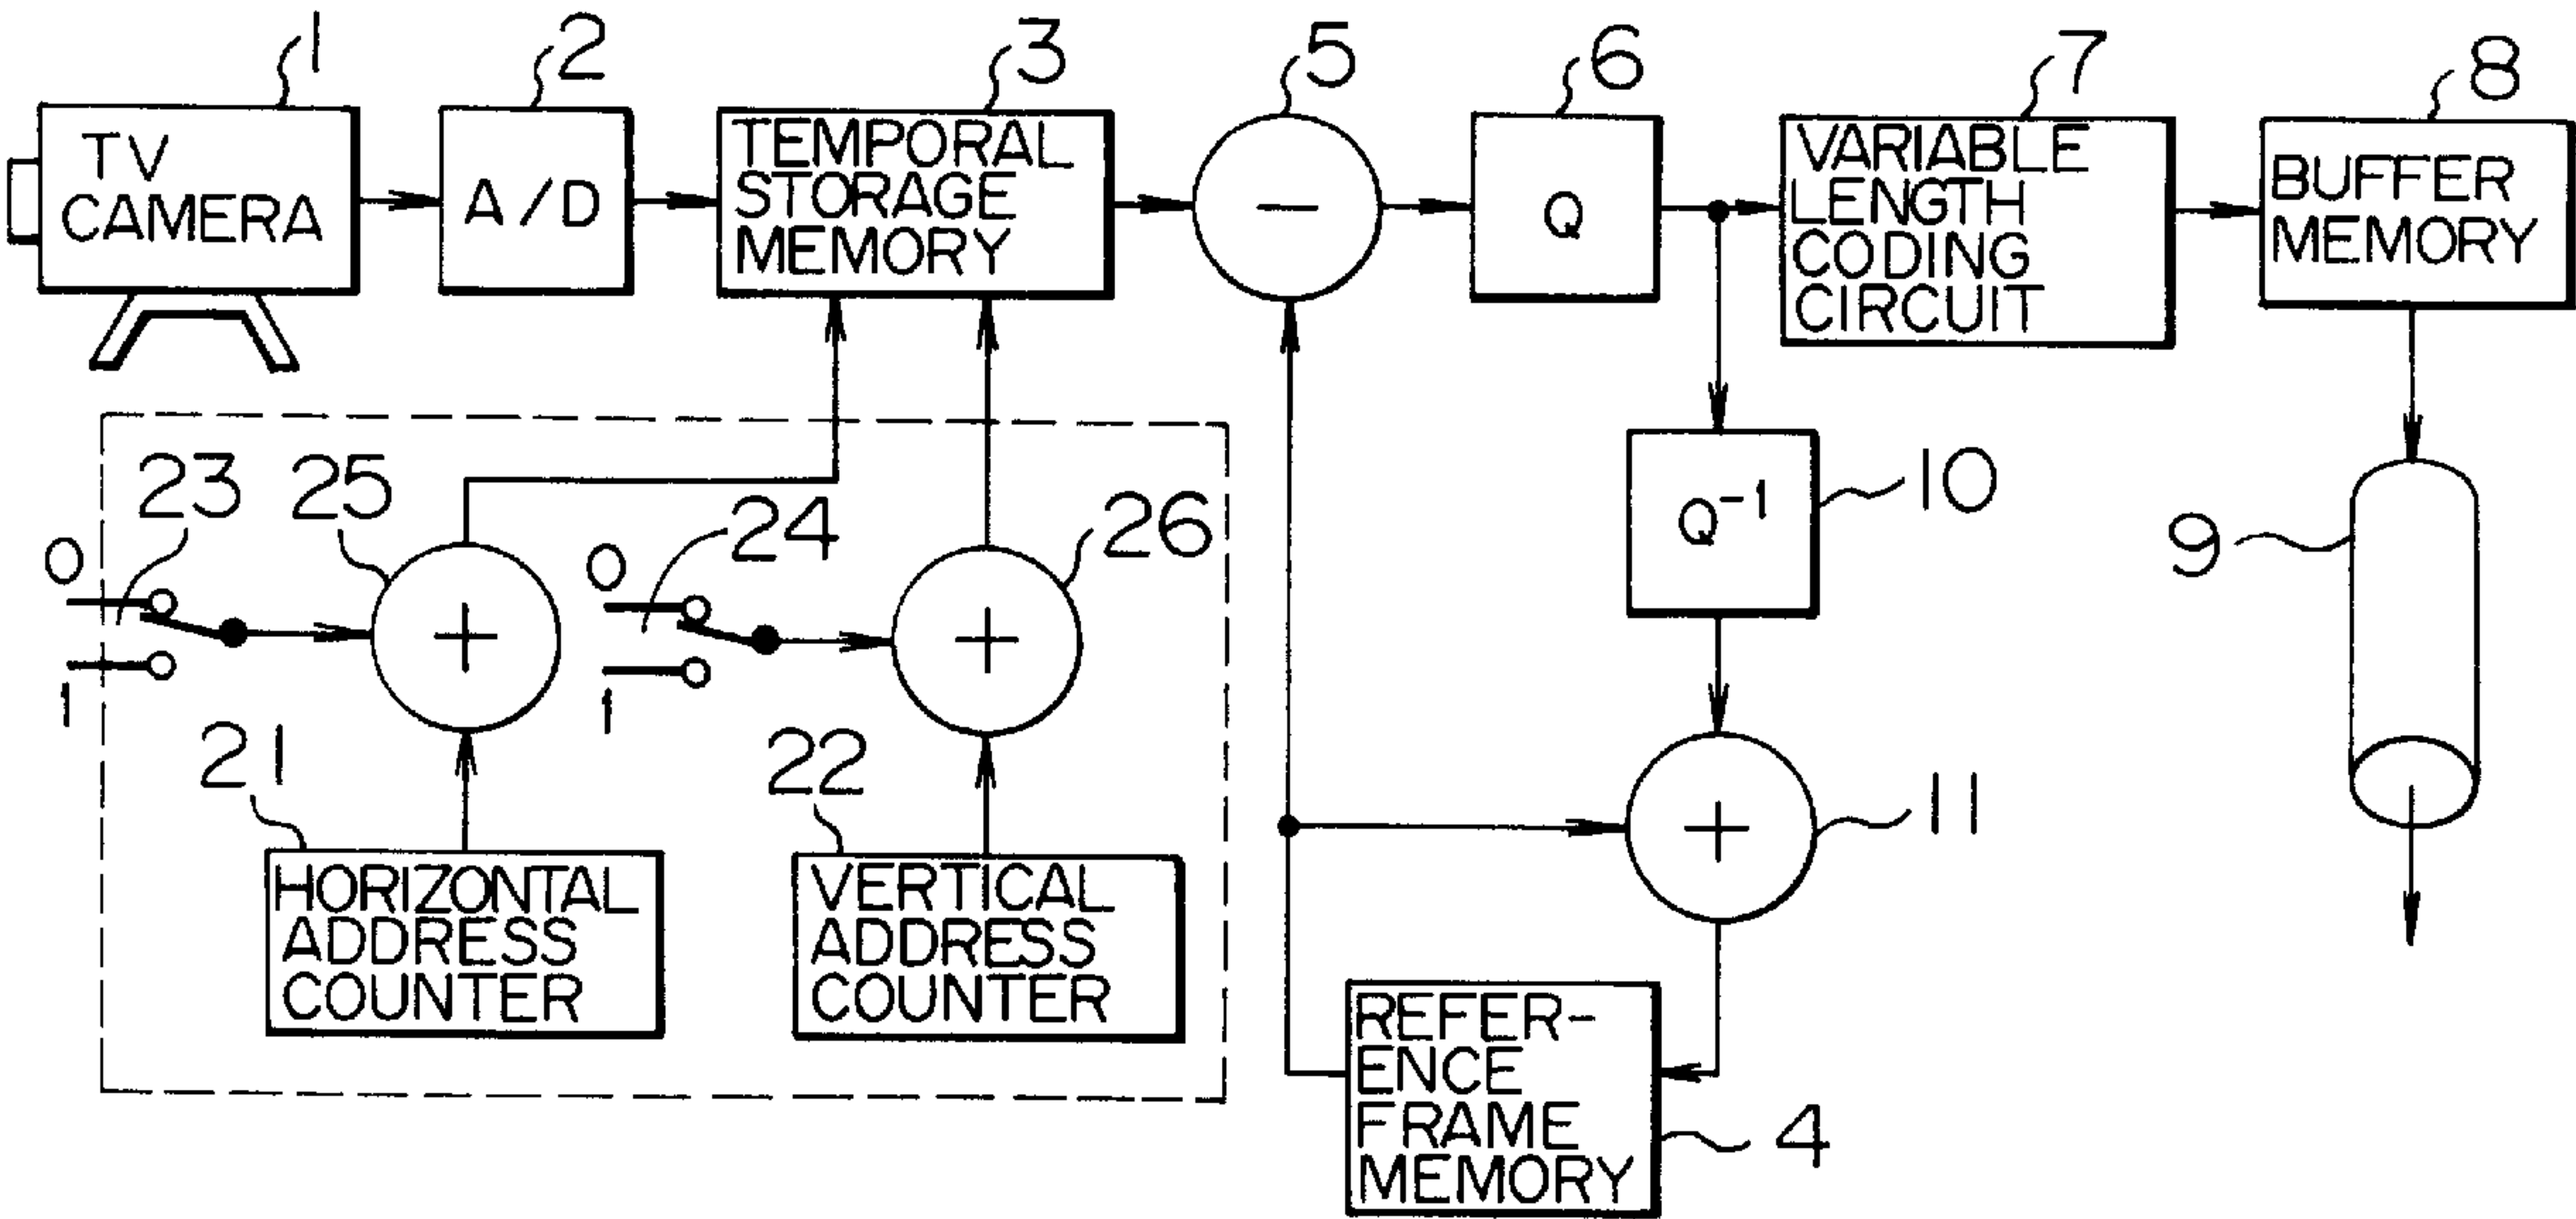 1
2
3
5
6
7
8
TV
CAMERA
A/D
TEMPORAL
STORAGE
MEMORY
−
Q
VARIABLE
LENGTH
CODING
CIRCUIT
BUFFER
MEMORY
23
25
24
26
0
1
+
0
1
+
Q⁻¹
10
9
21
22
+
11
HORIZONTAL
ADDRESS
COUNTER
VERTICAL
ADDRESS
COUNTER
REFER-
ENCE
FRAME
MEMORY
4